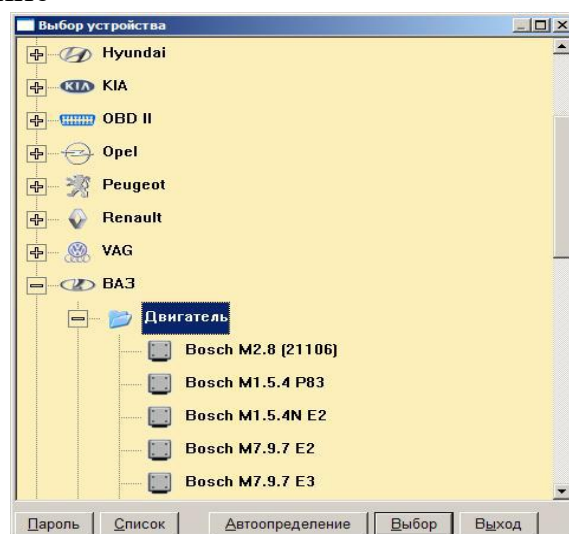 Выбор устройства
Hyundai
KIA KIA
OBD II
Opel
Peugeot
Renault
VAG
ВАЗ
Двигатель
Bosch M2.8 (21106)
Bosch M1.5.4 P83
Bosch M1.5.4N E2
Bosch M7.9.7 E2
Bosch M7.9.7 E3
Пароль Список Автоопределение Выбор Выход